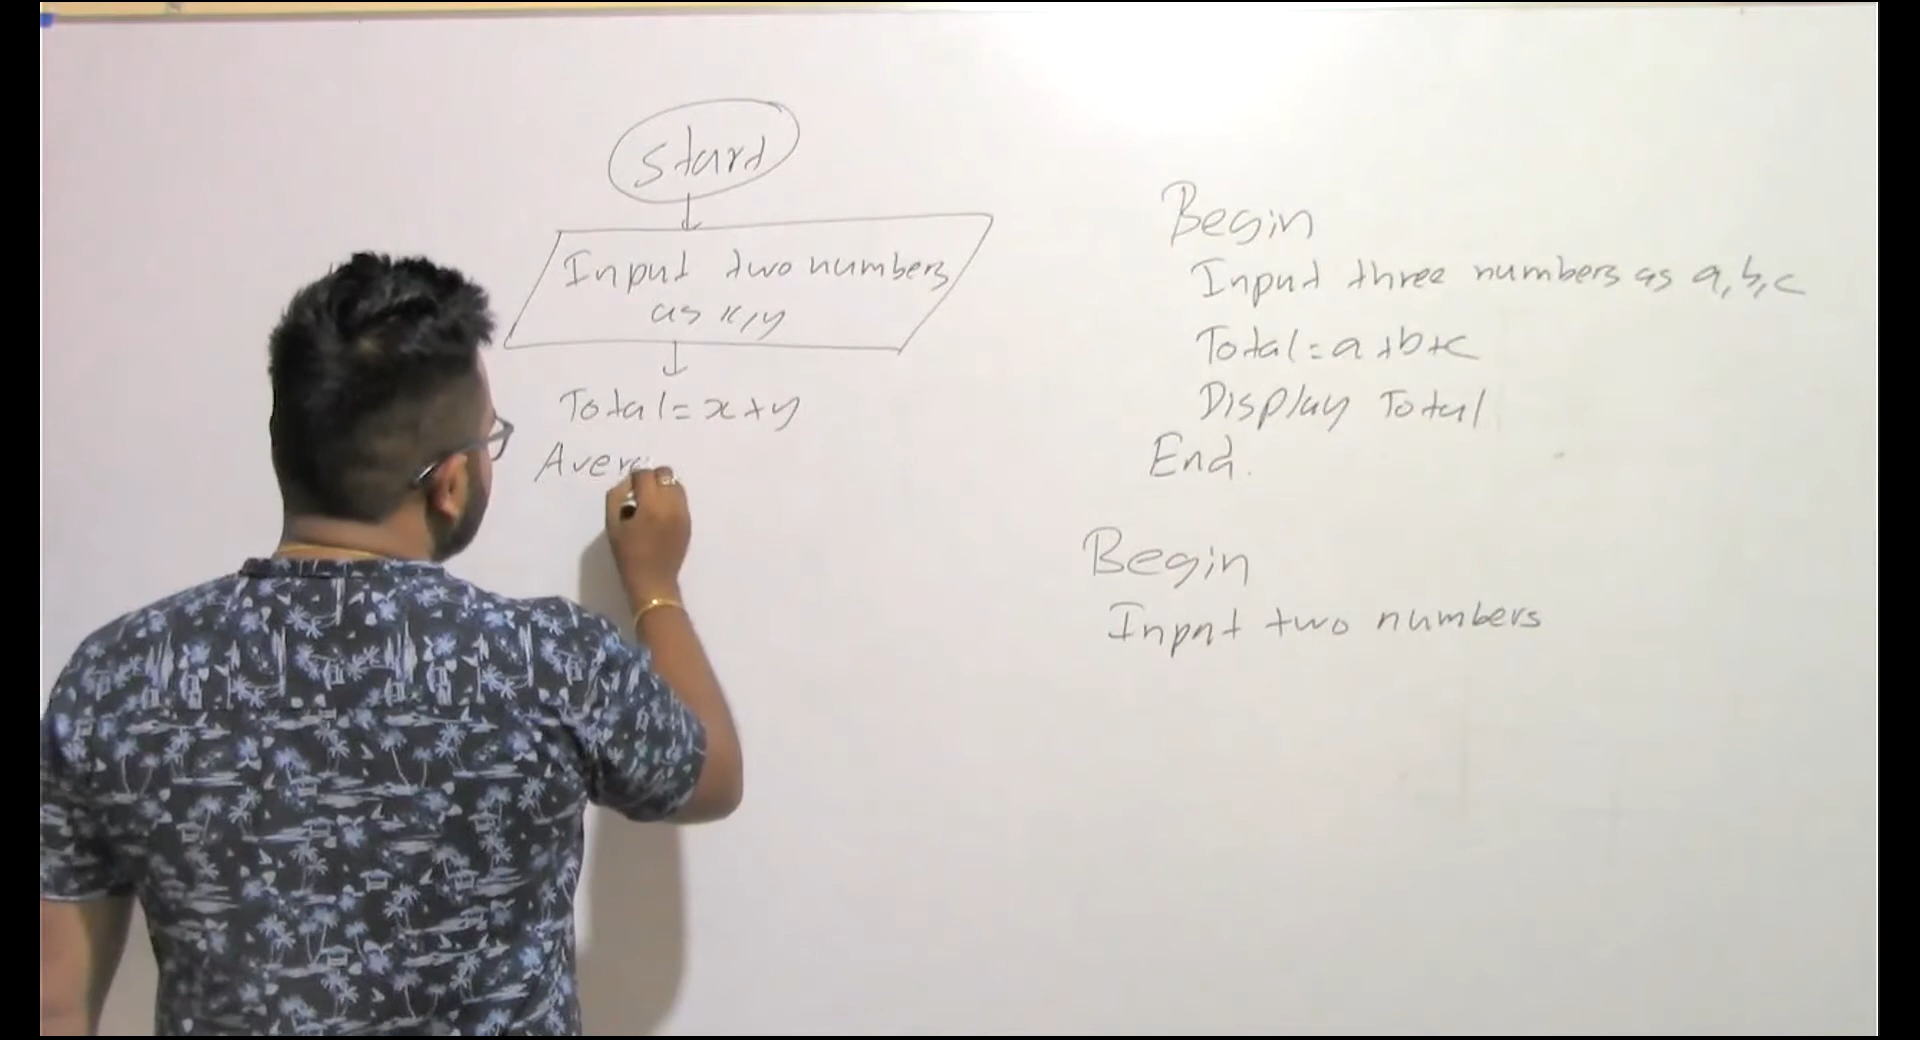 Start
Input two numbers
as x,y
Total=x+y
Aver
Begin
Input three numbers as a,b,c
Total=a+b+c
Display Total
End.
Begin
Input two numbers